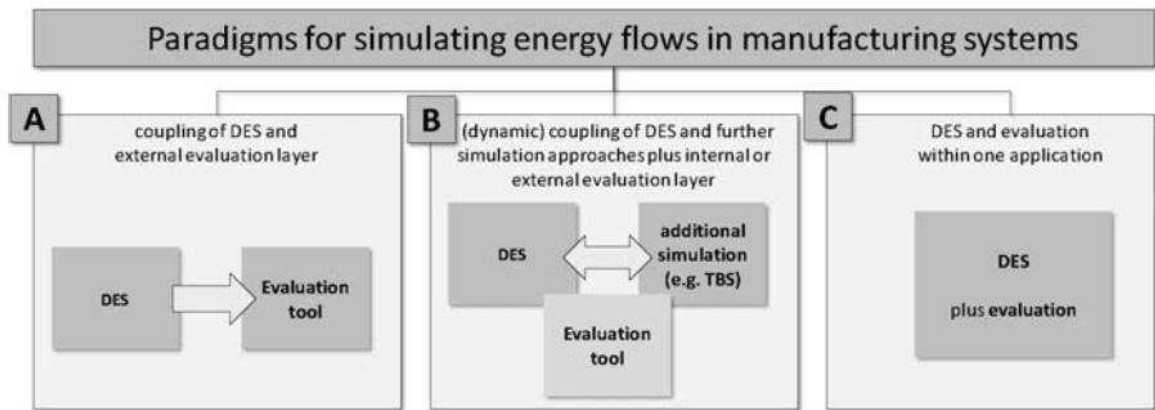 Paradigms for simulating energy flows in manufacturing systems
A
coupling of DES and
external evaluation layer
DES
Evaluation
tool
B
(dynamic) coupling of DES and further
simulation approaches plus internal or
external evaluation layer
DES
additional
simulation
(e.g. TBS)
Evaluation
tool
C
DES and evaluation
within one application
DES
plus evaluation